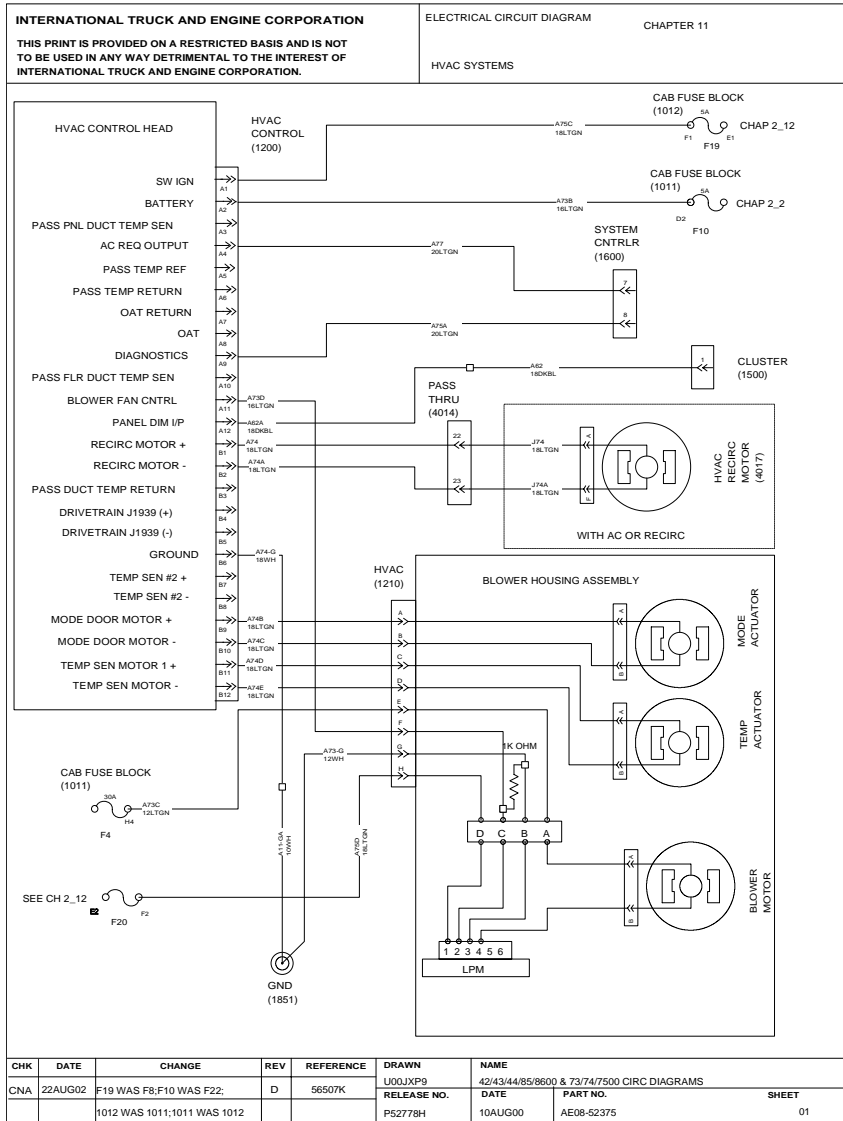 INTERNATIONAL TRUCK AND ENGINE CORPORATION
THIS PRINT IS PROVIDED ON A RESTRICTED BASIS AND IS NOT
TO BE USED IN ANY WAY DETRIMENTAL TO THE INTEREST OF
INTERNATIONAL TRUCK AND ENGINE CORPORATION.
ELECTRICAL CIRCUIT DIAGRAM
CHAPTER 11
HVAC SYSTEMS
HVAC CONTROL HEAD
HVAC
CONTROL
(1200)
SW IGN
A1
BATTERY
A2
PASS PNL DUCT TEMP SEN
A3
AC REQ OUTPUT
A4
PASS TEMP REF
A5
PASS TEMP RETURN
A6
OAT RETURN
A7
OAT
A8
DIAGNOSTICS
A9
PASS FLR DUCT TEMP SEN
A10
BLOWER FAN CNTRL
A11
PANEL DIM I/P
A12
RECIRC MOTOR +
B1
RECIRC MOTOR -
B2
PASS DUCT TEMP RETURN
B3
DRIVETRAIN J1939 (+)
B4
DRIVETRAIN J1939 (-)
B5
GROUND
B6
TEMP SEN #2 +
B7
TEMP SEN #2 -
B8
MODE DOOR MOTOR +
B9
MODE DOOR MOTOR -
B10
TEMP SEN MOTOR 1 +
B11
TEMP SEN MOTOR -
B12
A75C
18LTGN
CAB FUSE BLOCK
(1012)
5A
F1
E1
F19
CHAP 2_12
A73B
16LTGN
CAB FUSE BLOCK
(1011)
5A
D2
F10
CHAP 2_2
A77
20LTGN
A75A
20LTGN
SYSTEM
CNTRLR
(1600)
7
8
A62
18DKBL
1
CLUSTER
(1500)
A73D
16LTGN
A62A
18DKBL
A74
18LTGN
A74A
18LTGN
PASS
THRU
(4014)
22
23
J74
18LTGN
J74A
18LTGN
A
F
HVAC
RECIRC
MOTOR
(4017)
WITH AC OR RECIRC
A74-G
18WH
A74B
18LTGN
A74C
18LTGN
A74D
18LTGN
A74E
18LTGN
HVAC
(1210)
A
B
C
D
E
F
G
H
BLOWER HOUSING ASSEMBLY
A
B
MODE
ACTUATOR
A
B
TEMP
ACTUATOR
1K OHM
D C B A
A
B
BLOWER
MOTOR
1 2 3 4 5 6
LPM
CAB FUSE BLOCK
(1011)
30A
H4
F4
A73C
12LTGN
A73-G
12WH
A11-GA
10WH
A75D
18LTGN
SEE CH 2_12
E2
F2
F20
GND
(1851)
CHK DATE CHANGE REV REFERENCE
CNA 22AUG02 F19 WAS F8;F10 WAS F22; D 56507K
1012 WAS 1011;1011 WAS 1012
DRAWN
U00JXP9
NAME
42/43/44/85/8600 & 73/74/7500 CIRC DIAGRAMS
RELEASE NO. DATE PART NO. SHEET
P52778H 10AUG00 AE08-52375 01